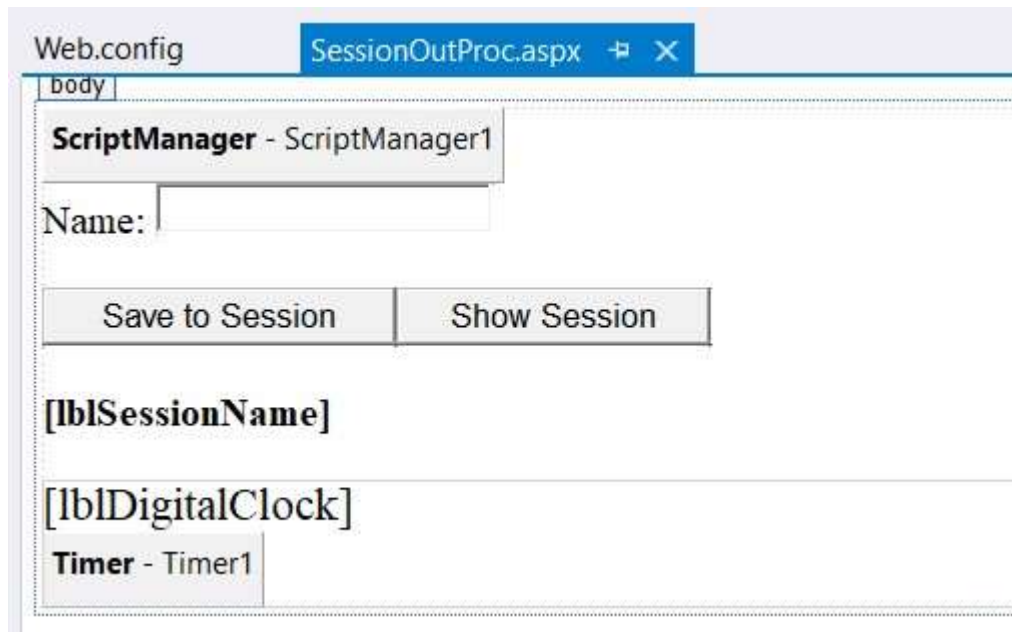 Web.config SessionOutProc.aspx
body
ScriptManager - ScriptManager1
Name:
Save to Session Show Session
[lblSessionName]
[lblDigitalClock]
Timer - Timer1